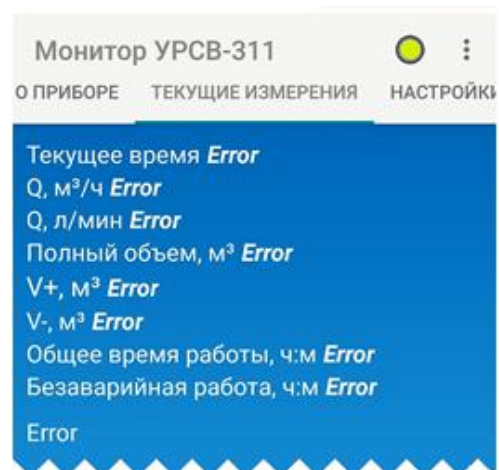 Монитор УРСВ-311
О ПРИБОРЕ ТЕКУЩИЕ ИЗМЕРЕНИЯ НАСТРОЙКИ
Текущее время Error
Q, м³/ч Error
Q, л/мин Error
Полный объем, м³ Error
V+, м³ Error
V-, м³ Error
Общее время работы, ч:м Error
Безаварийная работа, ч:м Error
Error